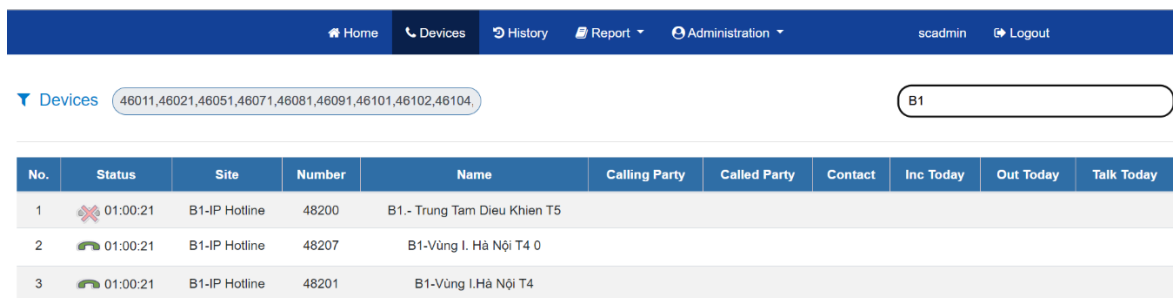 Home Devices History Report Administration scadmin Logout
Devices 46011,46021,46051,46071,46081,46091,46101,46102,46104, B1
No. Status Site Number Name Calling Party Called Party Contact Inc Today Out Today Talk Today
1 01:00:21 B1-IP Hotline 48200 B1.- Trung Tam Dieu Khien T5
2 01:00:21 B1-IP Hotline 48207 B1-Vùng I. Hà Nội T4 0
3 01:00:21 B1-IP Hotline 48201 B1-Vùng I.Hà Nội T4